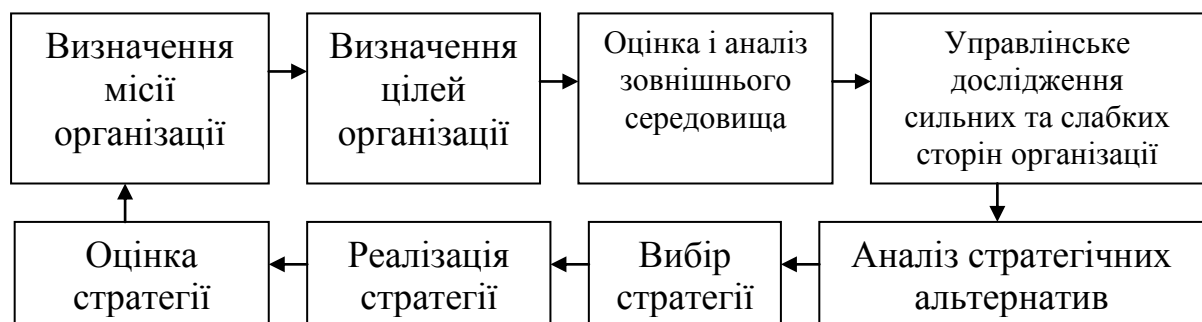 Визначення
місії
організації
Визначення
цілей
організації
Оцінка і аналіз
зовнішнього
середовища
Управлінське
дослідження
сильних та слабких
сторін організації
Оцінка
стратегії
Реалізація
стратегії
Вибір
стратегії
Аналіз стратегічних
альтернатив